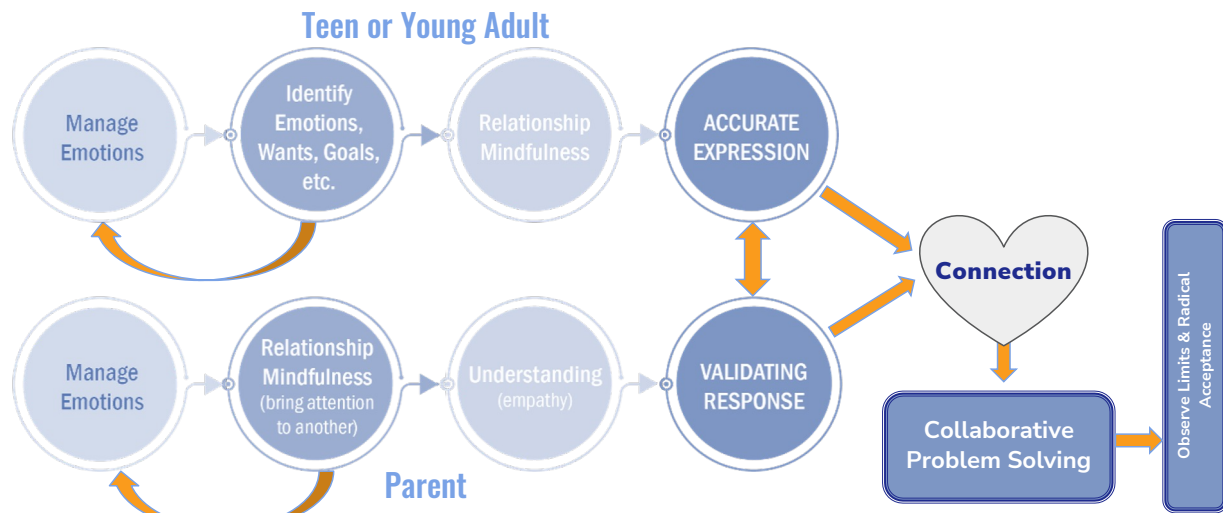 Teen or Young Adult
Manage
Emotions
Identify
Emotions,
Wants, Goals,
etc.
Relationship
Mindfulness
ACCURATE
EXPRESSION
Connection
Manage
Emotions
Relationship
Mindfulness
(bring attention
to another)
Understanding
(empathy)
VALIDATING
RESPONSE
Parent
Collaborative
Problem Solving
Observe Limits & Radical
Acceptance